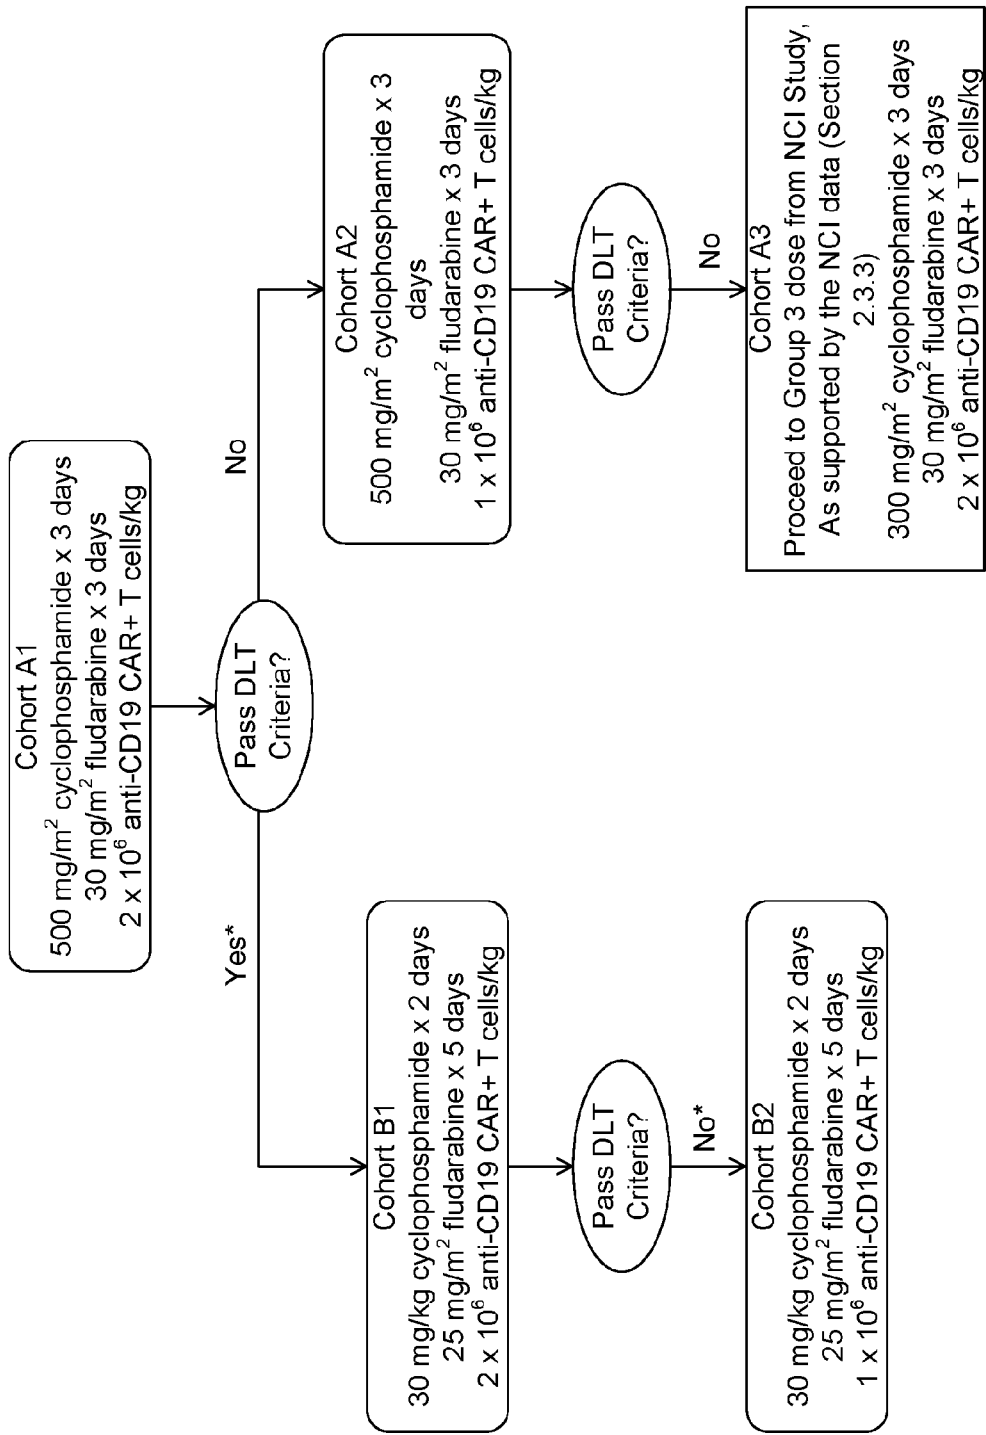 Cohort A1
500 mg/m² cyclophosphamide x 3 days
30 mg/m² fludarabine x 3 days
2 x 10⁶ anti-CD19 CAR+ T cells/kg
Pass DLT
Criteria?
Yes*
No
Cohort B1
30 mg/kg cyclophosphamide x 2 days
25 mg/m² fludarabine x 5 days
2 x 10⁶ anti-CD19 CAR+ T cells/kg
Pass DLT
Criteria?
No*
Cohort B2
30 mg/kg cyclophosphamide x 2 days
25 mg/m² fludarabine x 5 days
1 x 10⁶ anti-CD19 CAR+ T cells/kg
Cohort A2
500 mg/m² cyclophosphamide x 3
days
30 mg/m² fludarabine x 3 days
1 x 10⁶ anti-CD19 CAR+ T cells/kg
Pass DLT
Criteria?
No
Cohort A3
Proceed to Group 3 dose from NCI Study,
As supported by the NCI data (Section
2.3.3)
300 mg/m² cyclophosphamide x 3 days
30 mg/m² fludarabine x 3 days
2 x 10⁶ anti-CD19 CAR+ T cells/kg